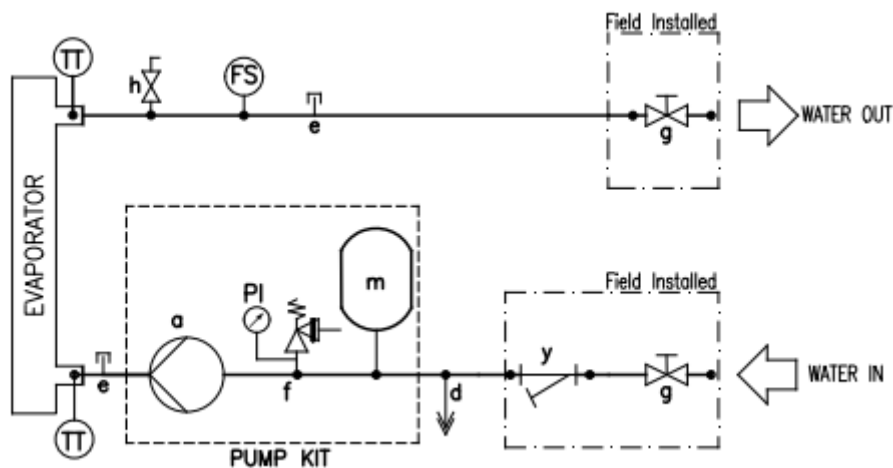 Field Installed
TT
h
FS
e
g
WATER OUT
EVAPORATOR
Field Installed
PI
m
a
y
e
f
d
g
WATER IN
TT
PUMP KIT